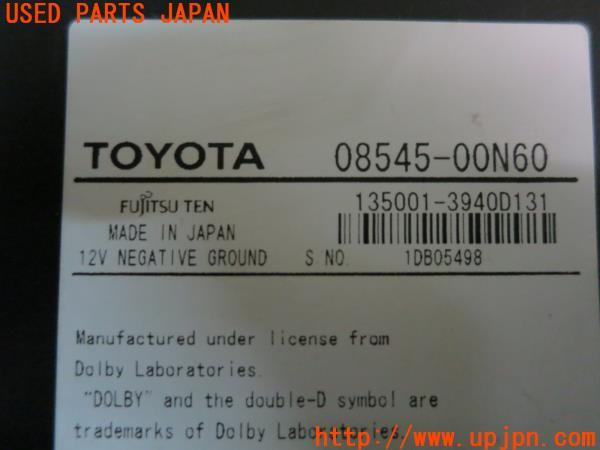 USED PARTS JAPAN
TOYOTA 08545-00N60
FUJITSU TEN 135001-3940D131
MADE IN JAPAN
12V NEGATIVE GROUND S NO. 1DB05498
Manufactured under license from
Dolby Laboratories.
"DOLBY" and the double-D symbol are
trademarks of Dolby Laboratories.
http://www.upjpn.com